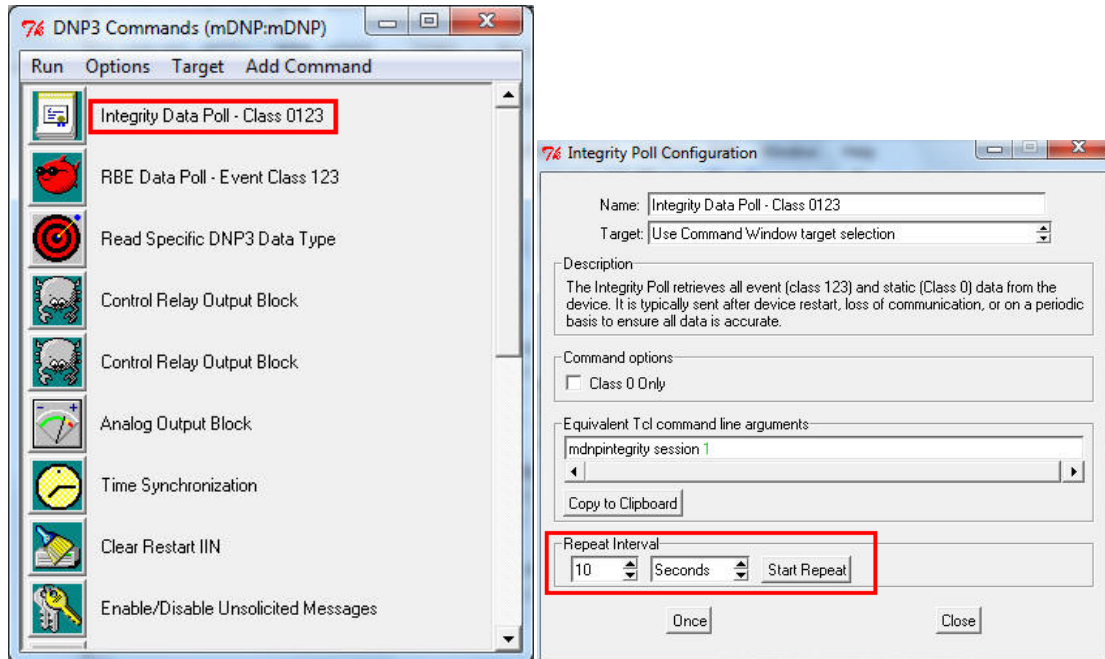 DNP3 Commands (mDNP:mDNP)
Run Options Target Add Command
Integrity Data Poll - Class 0123
RBE Data Poll - Event Class 123
Read Specific DNP3 Data Type
Control Relay Output Block
Control Relay Output Block
Analog Output Block
Time Synchronization
Clear Restart IIN
Enable/Disable Unsolicited Messages
Integrity Poll Configuration
Name: Integrity Data Poll - Class 0123
Target: Use Command Window target selection
Description
The Integrity Poll retrieves all event (class 123) and static (Class 0) data from the
device. It is typically sent after device restart, loss of communication, or on a periodic
basis to ensure all data is accurate.
Command options
Class 0 Only
Equivalent Tcl command line arguments
mdnpintegrity session 1
Copy to Clipboard
Repeat Interval
10 Seconds Start Repeat
Once Close